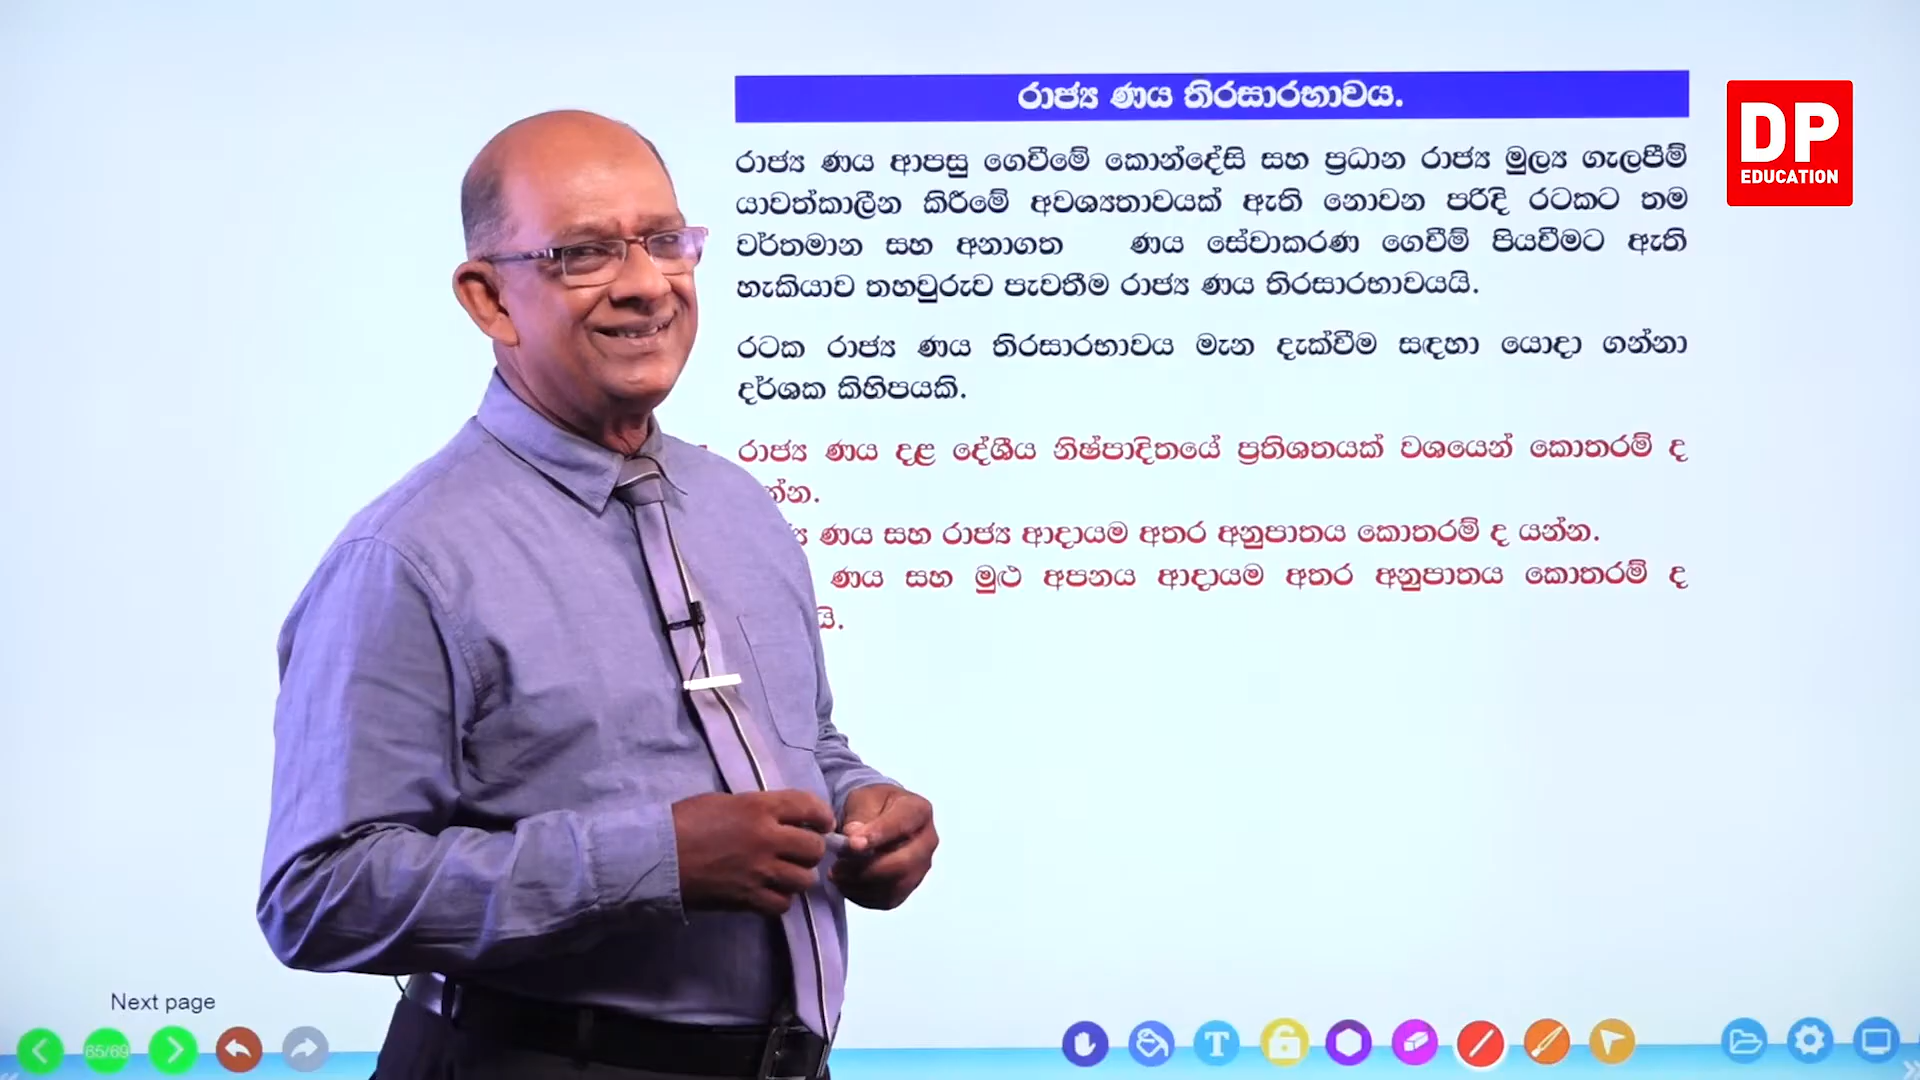 රාජ්‍ය ණය තිරසාරභාවය.
DP
EDUCATION
රාජ්‍ය ණය ආපසු ගෙවීමේ කොන්දේසි සහ ප්‍රධාන රාජ්‍ය මුල්‍ය ගැලපීම්
යාවත්කාලීන කිරීමේ අවශ්‍යතාවයක් ඇති නොවන පරිදි රටකට තම
වර්තමාන සහ අනාගත ණය සේවාකරණ ගෙවීම් පියවීමට ඇති
හැකියාව තහවුරුව පැවතීම රාජ්‍ය ණය තිරසාරභාවයයි.
රටක රාජ්‍ය ණය තිරසාරභාවය මැන දැක්වීම සඳහා යොදා ගන්නා
දර්ශක කිහිපයකි.
රාජ්‍ය ණය දළ දේශීය නිෂ්පාදිතයේ ප්‍රතිශතයක් වශයෙන් කොතරම් ද
ණය සහ රාජ්‍ය ආදායම අතර අනුපාතය කොතරම් ද යන්න.
ණය සහ මුළු අපනය ආදායම අතර අනුපාතය කොතරම් ද
Next page
65/69